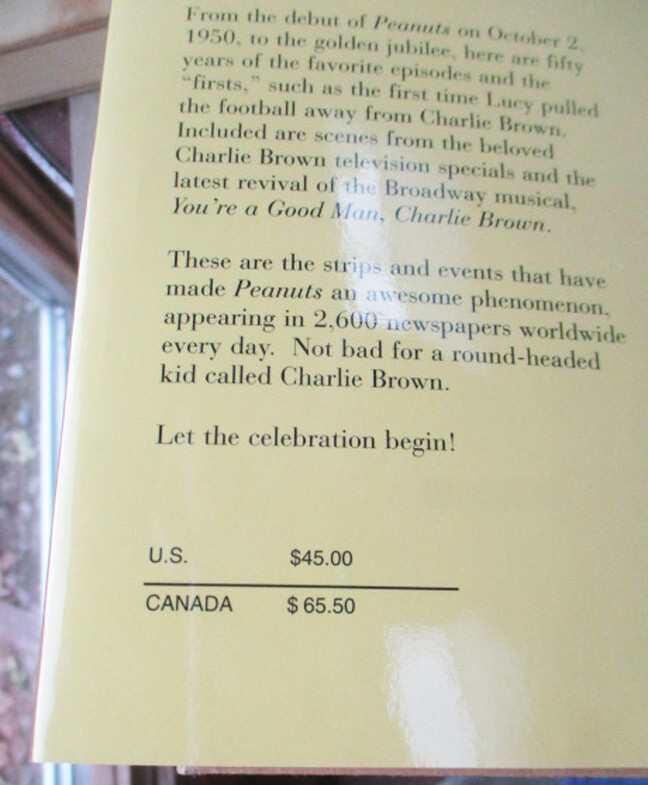 From the debut of Peanuts on October 2,
1950, to the golden jubilee, here are fifty
years of the favorite episodes and the
“firsts,” such as the first time Lucy pulled
the football away from Charlie Brown.
Included are scenes from the beloved
Charlie Brown television specials and the
latest revival of the Broadway musical,
You’re a Good Man, Charlie Brown.
These are the strips and events that have
made Peanuts an awesome phenomenon,
appearing in 2,600 newspapers worldwide
every day. Not bad for a round-headed
kid called Charlie Brown.
Let the celebration begin!
U.S. $45.00
CANADA $65.50